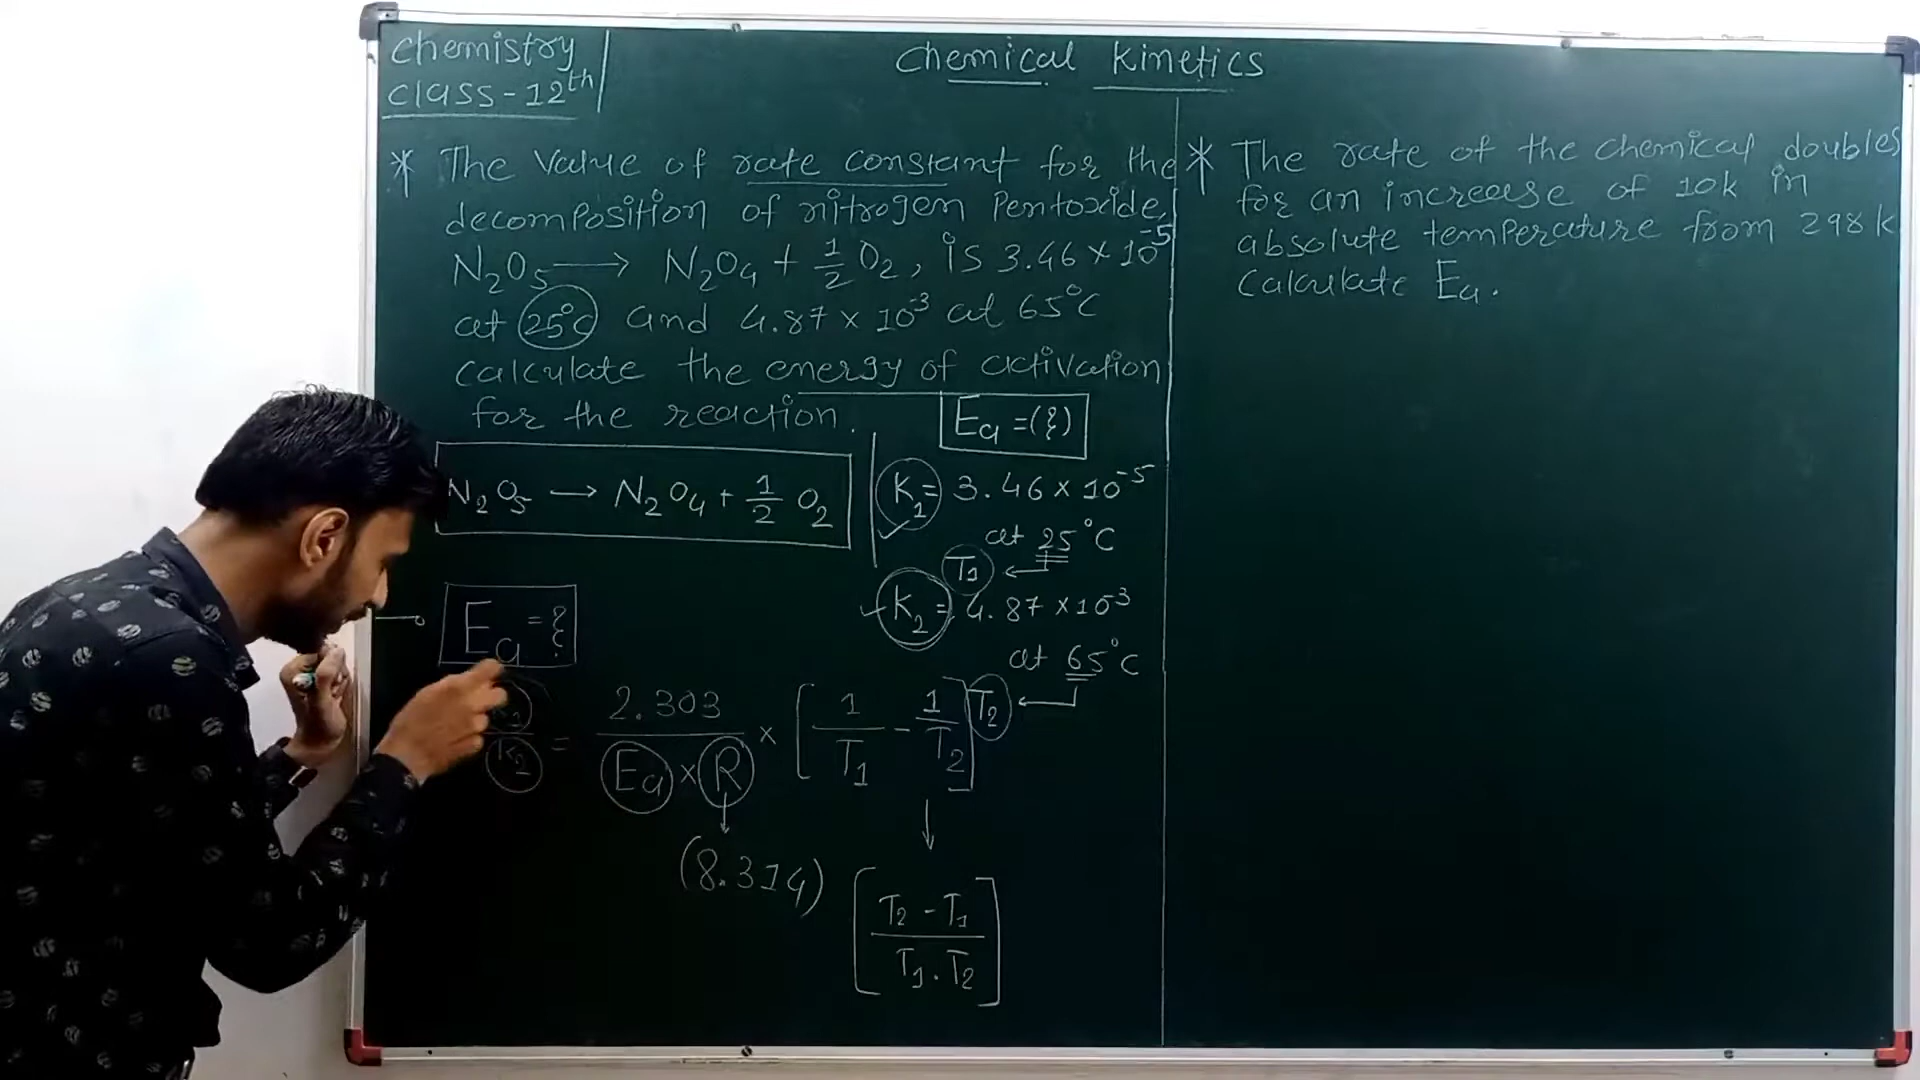 Chemistry
Class-12th
Chemical Kinetics
* The Value of rate constant for the
decomposition of nitrogen Pentoxide,
N₂O₅ → N₂O₄ + 1/2 O₂, is 3.46 × 10⁻⁵
at 25°C and 4.87 × 10⁻³ at 65°C
Calculate the energy of activation
for the reaction.
Ea = (?)
N₂O₅ → N₂O₄ + 1/2 O₂
K₁ = 3.46 × 10⁻⁵
at 25°C
T₁ ←
K₂ = 4.87 × 10⁻³
at 65°C
T₂ ←
Ea = ?
K₁/K₂ = 2.303/(Ea × R) × [1/T₁ - 1/T₂]
(8.314)
[(T₂ - T₁)/(T₁ . T₂)]
* The rate of the chemical doubles
for an increase of 10k in
absolute temperature from 298k
Calculate Ea.